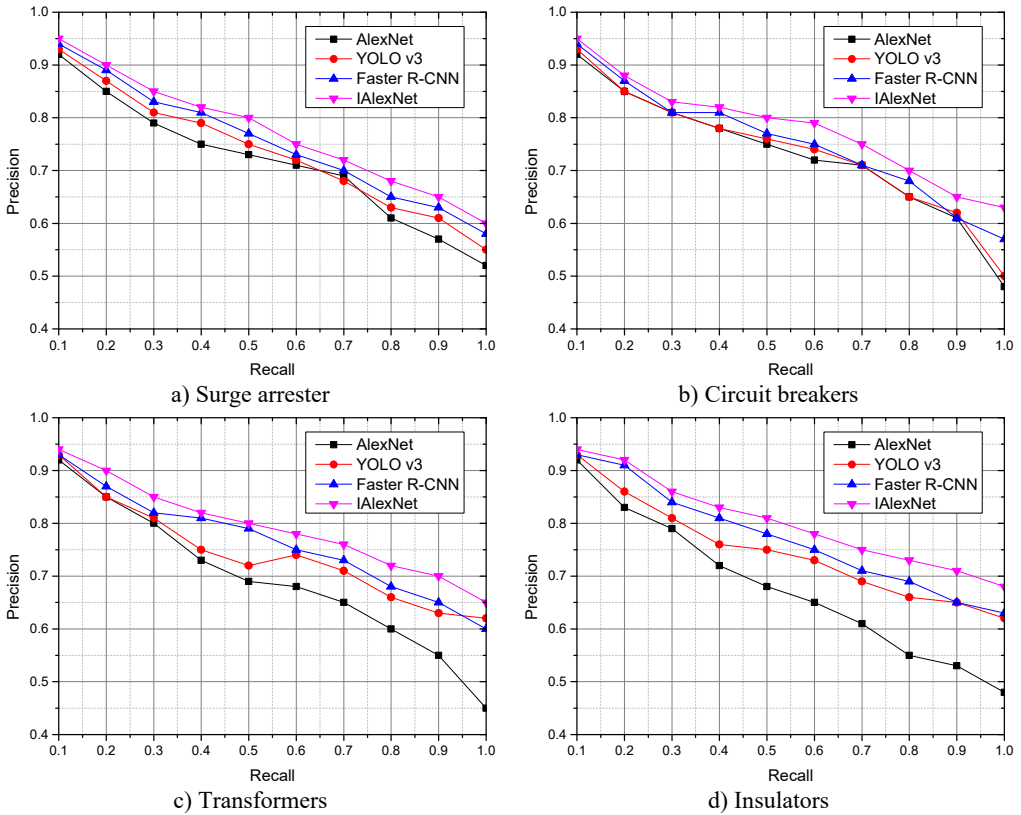 1.0
0.9
0.8
0.7
0.6
0.5
0.4
Precision
AlexNet
YOLO v3
Faster R-CNN
IAlexNet
0.1 0.2 0.3 0.4 0.5 0.6 0.7 0.8 0.9 1.0
Recall
a) Surge arrester
1.0
0.9
0.8
0.7
0.6
0.5
0.4
Precision
AlexNet
YOLO v3
Faster R-CNN
IAlexNet
0.1 0.2 0.3 0.4 0.5 0.6 0.7 0.8 0.9 1.0
Recall
b) Circuit breakers
1.0
0.9
0.8
0.7
0.6
0.5
0.4
Precision
AlexNet
YOLO v3
Faster R-CNN
IAlexNet
0.1 0.2 0.3 0.4 0.5 0.6 0.7 0.8 0.9 1.0
Recall
c) Transformers
1.0
0.9
0.8
0.7
0.6
0.5
0.4
Precision
AlexNet
YOLO v3
Faster R-CNN
IAlexNet
0.1 0.2 0.3 0.4 0.5 0.6 0.7 0.8 0.9 1.0
Recall
d) Insulators